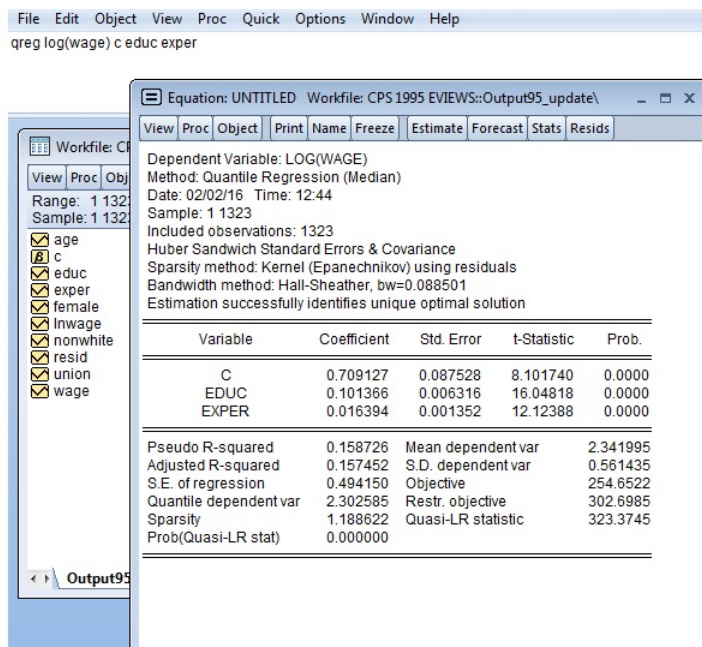 File Edit Object View Proc Quick Options Window Help
qreg log(wage) c educ exper
Equation: UNTITLED Workfile: CPS 1995 EVIEWS::Output95_update\
View Proc Object Print Name Freeze Estimate Forecast Stats Resids
Workfile: CP
View Proc Obj
Range: 1 1323
Sample: 1 1323
age
β c
educ
exper
female
lnwage
nonwhite
resid
union
wage
Output95
Dependent Variable: LOG(WAGE)
Method: Quantile Regression (Median)
Date: 02/02/16 Time: 12:44
Sample: 1 1323
Included observations: 1323
Huber Sandwich Standard Errors & Covariance
Sparsity method: Kernel (Epanechnikov) using residuals
Bandwidth method: Hall-Sheather, bw=0.088501
Estimation successfully identifies unique optimal solution
Variable Coefficient Std. Error t-Statistic Prob.
C 0.709127 0.087528 8.101740 0.0000
EDUC 0.101366 0.006316 16.04818 0.0000
EXPER 0.016394 0.001352 12.12388 0.0000
Pseudo R-squared 0.158726 Mean dependent var 2.341995
Adjusted R-squared 0.157452 S.D. dependent var 0.561435
S.E. of regression 0.494150 Objective 254.6522
Quantile dependent var 2.302585 Restr. objective 302.6985
Sparsity 1.188622 Quasi-LR statistic 323.3745
Prob(Quasi-LR stat) 0.000000